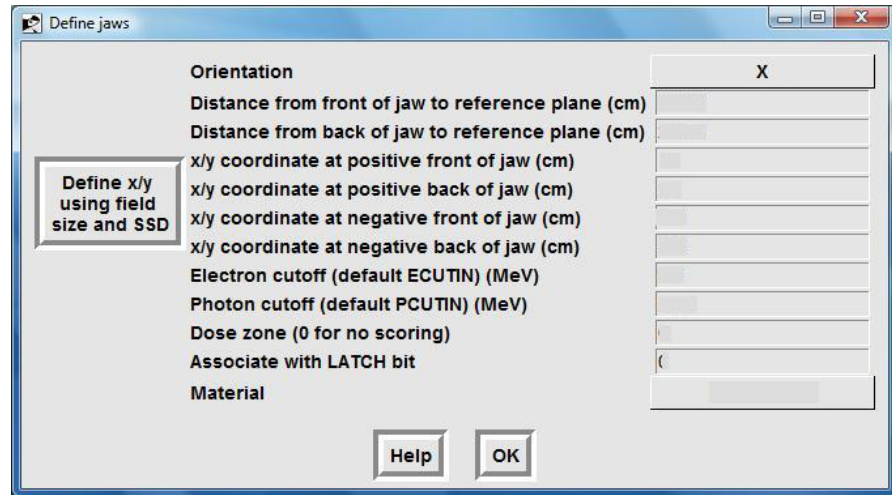 Define jaws
Orientation X
Distance from front of jaw to reference plane (cm)
Distance from back of jaw to reference plane (cm)
x/y coordinate at positive front of jaw (cm)
Define x/y
using field
size and SSD
x/y coordinate at positive back of jaw (cm)
x/y coordinate at negative front of jaw (cm)
x/y coordinate at negative back of jaw (cm)
Electron cutoff (default ECUTIN) (MeV)
Photon cutoff (default PCUTIN) (MeV)
Dose zone (0 for no scoring)
Associate with LATCH bit
Material
Help OK